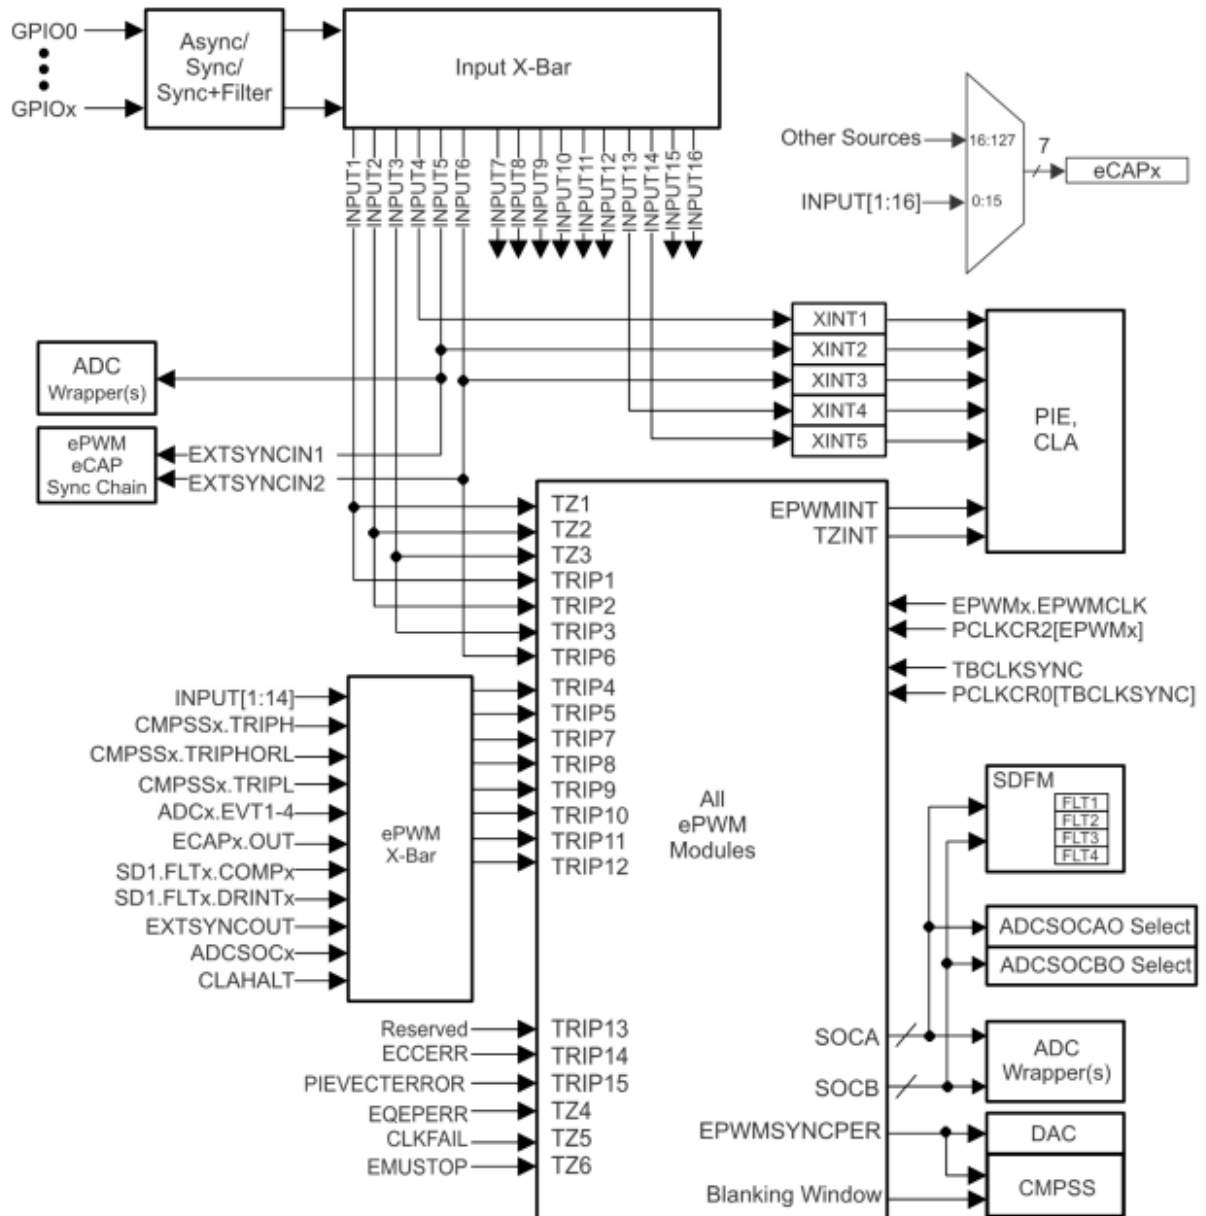 GPIO0
GPIOx
Async/
Sync/
Sync+Filter
Input X-Bar
INPUT1
INPUT2
INPUT3
INPUT4
INPUT5
INPUT6
INPUT7
INPUT8
INPUT9
INPUT10
INPUT11
INPUT12
INPUT13
INPUT14
INPUT15
INPUT16
Other Sources
INPUT[1:16]
16:127
0:15
7
eCAPx
XINT1
XINT2
XINT3
XINT4
XINT5
PIE,
CLA
ADC
Wrapper(s)
ePWM
eCAP
Sync Chain
EXTSYNCIN1
EXTSYNCIN2
TZ1
TZ2
TZ3
TRIP1
TRIP2
TRIP3
TRIP6
TRIP4
TRIP5
TRIP7
TRIP8
TRIP9
TRIP10
TRIP11
TRIP12
TRIP13
TRIP14
TRIP15
TZ4
TZ5
TZ6
All
ePWM
Modules
EPWMINT
TZINT
EPWMx.EPWMCLK
PCLKCR2[EPWMx]
TBCLKSYNC
PCLKCR0[TBCLKSYNC]
INPUT[1:14]
CMPSSx.TRIPH
CMPSSx.TRIPHORL
CMPSSx.TRIPL
ADCx.EVT1-4
ECAPx.OUT
SD1.FLTx.COMPx
SD1.FLTx.DRINTx
EXTSYNCOUT
ADCSOCx
CLAHALT
ePWM
X-Bar
Reserved
ECCERR
PIEVECTERROR
EQEPERR
CLKFAIL
EMUSTOP
SDFM
FLT1
FLT2
FLT3
FLT4
ADCSOCAO Select
ADCSOCBO Select
SOCA
SOCB
ADC
Wrapper(s)
EPWMSYNCPER
DAC
Blanking Window
CMPSS